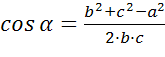 cos α = (b²+c²−a²)/(2·b·c)